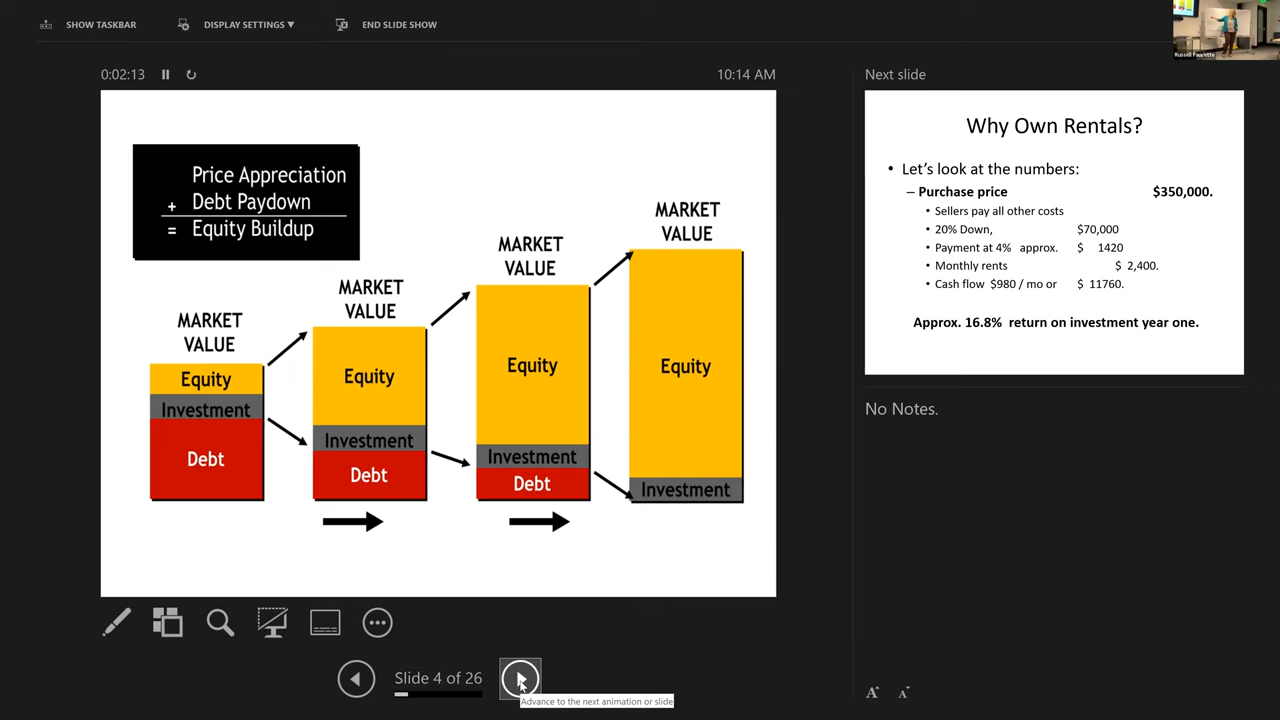 SHOW TASKBAR
DISPLAY SETTINGS ▼
END SLIDE SHOW
Russell Faucette
0:02:13
10:14 AM
Next slide
Price Appreciation
+ Debt Paydown
= Equity Buildup
MARKET
VALUE
Equity
Investment
Debt
MARKET
VALUE
Equity
Investment
Debt
MARKET
VALUE
Equity
Investment
Debt
MARKET
VALUE
Equity
Investment
Why Own Rentals?
• Let's look at the numbers:
– Purchase price $350,000.
• Sellers pay all other costs
• 20% Down, $70,000
• Payment at 4% approx. $ 1420
• Monthly rents $ 2,400.
• Cash flow $980 / mo or $ 11760.
Approx. 16.8% return on investment year one.
No Notes.
Slide 4 of 26
Advance to the next animation or slide
A A